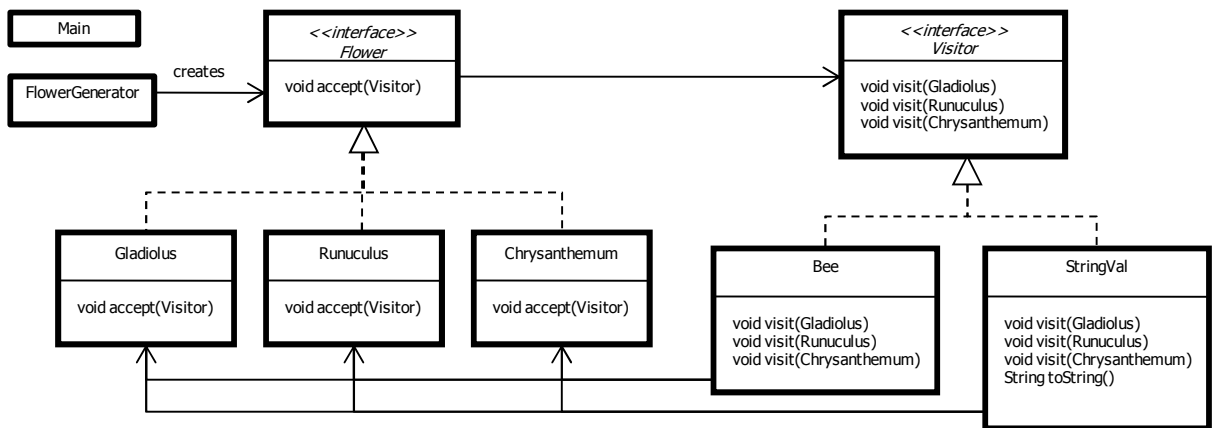 Main
FlowerGenerator
creates
<<interface>>
Flower
void accept(Visitor)
<<interface>>
Visitor
void visit(Gladiolus)
void visit(Runuculus)
void visit(Chrysanthemum)
Gladiolus
void accept(Visitor)
Runuculus
void accept(Visitor)
Chrysanthemum
void accept(Visitor)
Bee
void visit(Gladiolus)
void visit(Runuculus)
void visit(Chrysanthemum)
StringVal
void visit(Gladiolus)
void visit(Runuculus)
void visit(Chrysanthemum)
String toString()